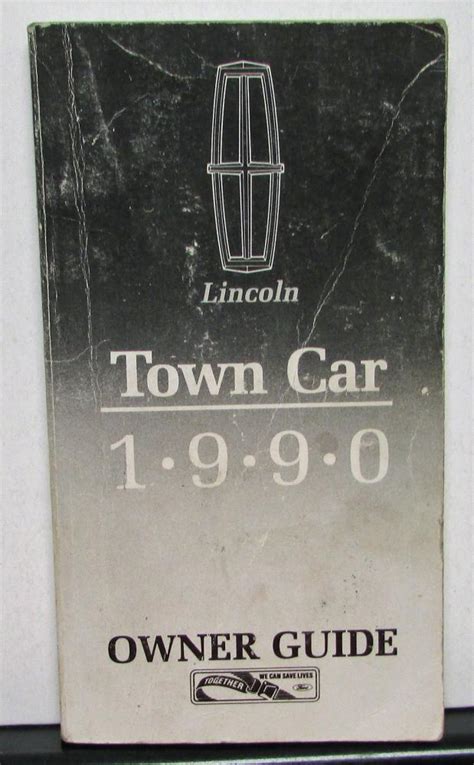 Lincoln
Town Car
1•9•9•0
OWNER GUIDE
TOGETHER WE CAN SAVE LIVES
Ford